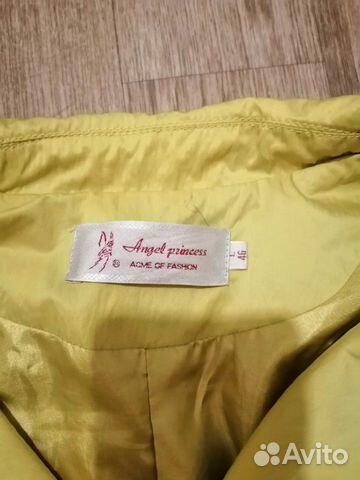 Angel princess
® ACME OF FASHION
L
46
Avito